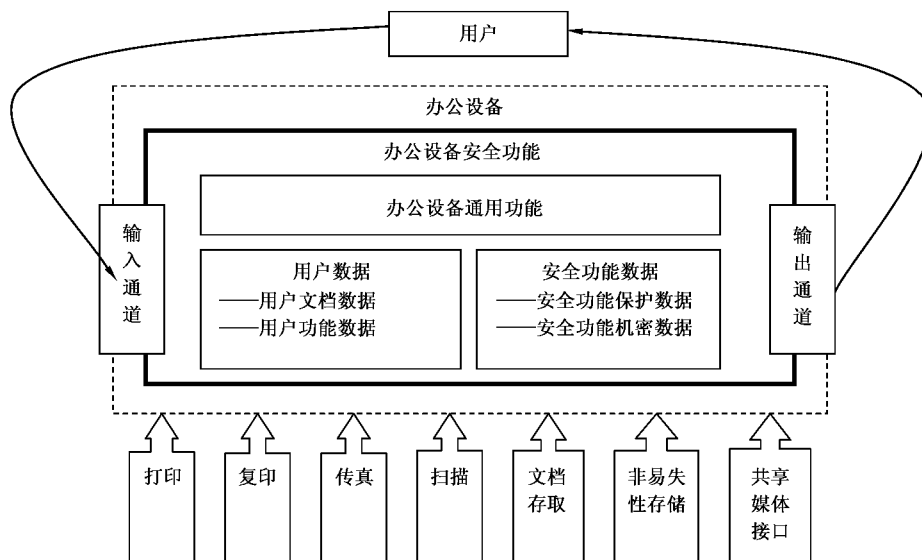 用户
办公设备
办公设备安全功能
办公设备通用功能
输入通道
用户数据
——用户文档数据
——用户功能数据
安全功能数据
——安全功能保护数据
——安全功能机密数据
输出通道
打印
复印
传真
扫描
文档
存取
非易失
性存储
共享
媒体
接口